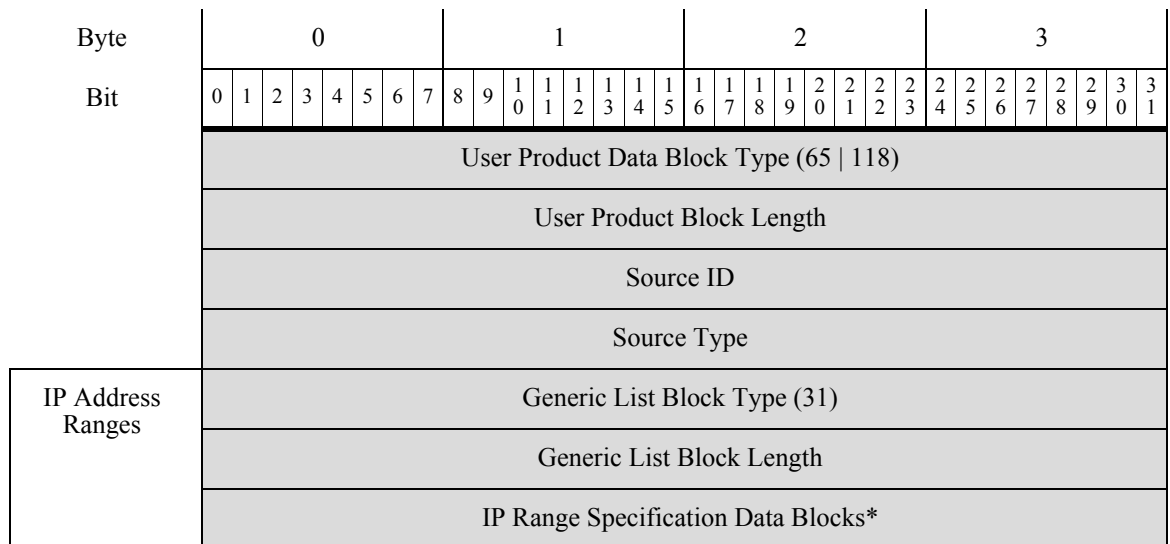 Byte 0 1 2 3
Bit 0 1 2 3 4 5 6 7 8 9 10 11 12 13 14 15 16 17 18 19 20 21 22 23 24 25 26 27 28 29 30 31
User Product Data Block Type (65 | 118)
User Product Block Length
Source ID
Source Type
IP Address
Ranges
Generic List Block Type (31)
Generic List Block Length
IP Range Specification Data Blocks*